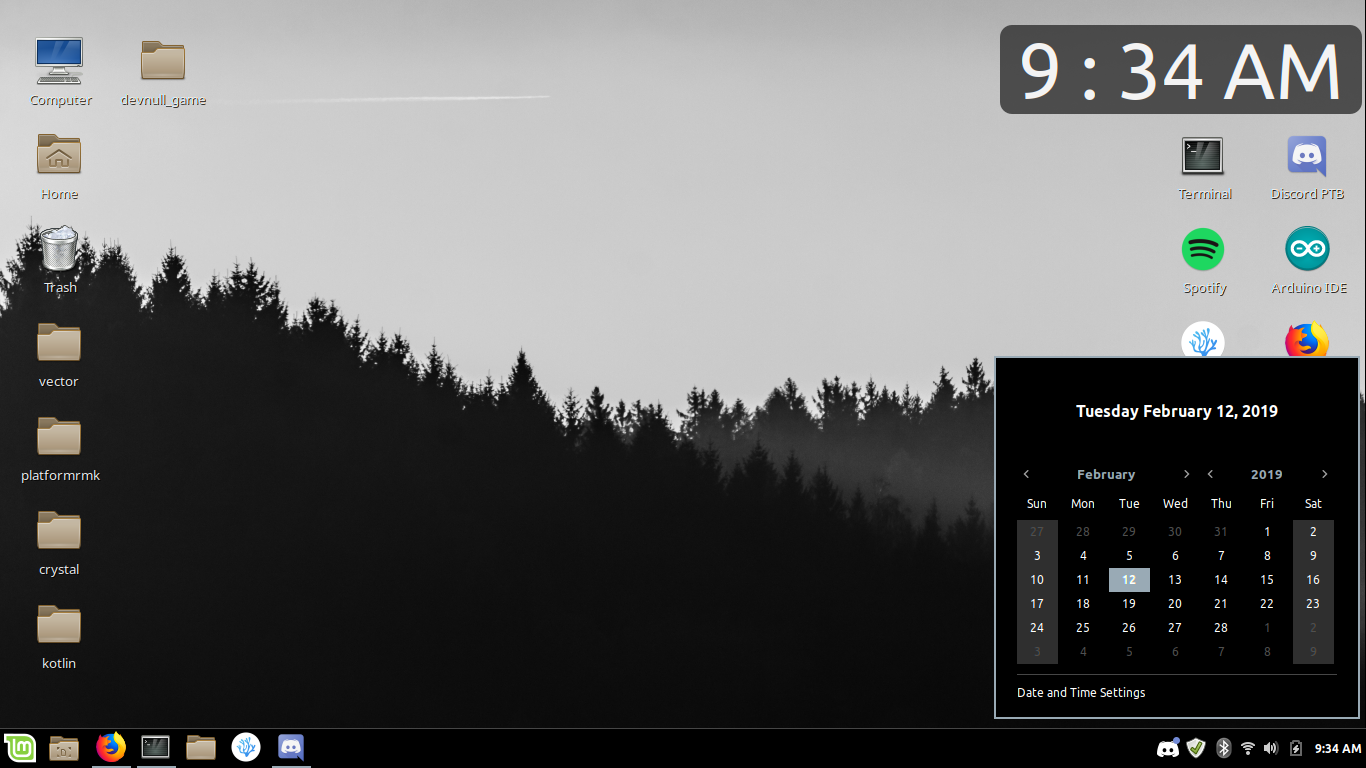 9 : 34 AM
Computer
devnull_game
Home
Trash
vector
platformrmk
crystal
kotlin
Terminal
Discord PTB
Spotify
Arduino IDE
Tuesday February 12, 2019
‹ February › ‹ 2019 ›
Sun Mon Tue Wed Thu Fri Sat
27 28 29 30 31 1 2
3 4 5 6 7 8 9
10 11 12 13 14 15 16
17 18 19 20 21 22 23
24 25 26 27 28 1 2
3 4 5 6 7 8 9
Date and Time Settings
9:34 AM